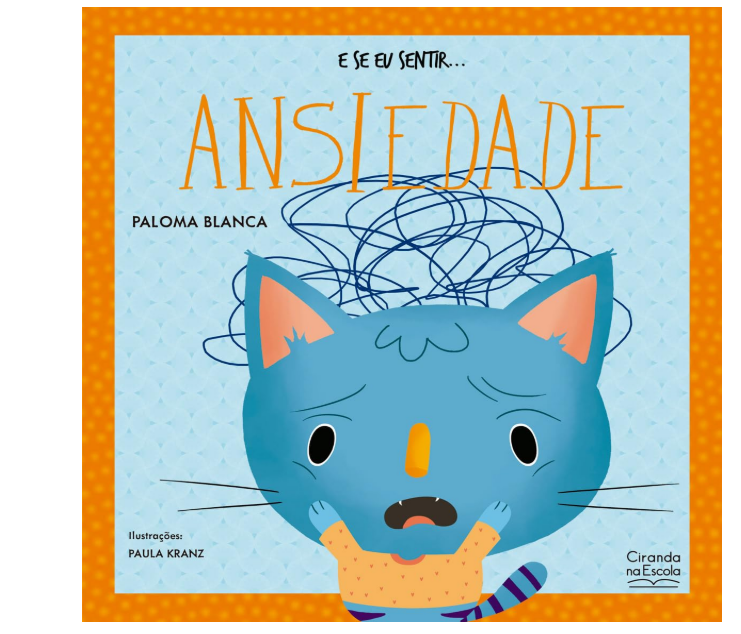 E SE EU SENTIR...
ANSIEDADE
PALOMA BLANCA
Ilustrações:
PAULA KRANZ
Ciranda
na Escola